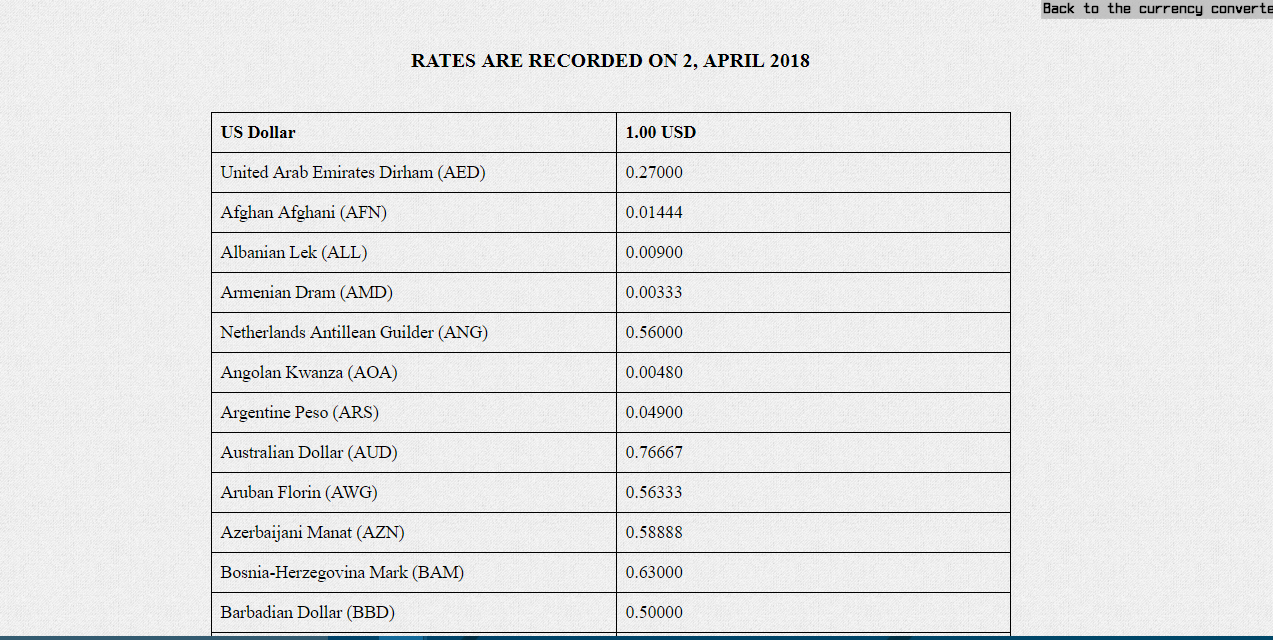 Back to the currency converte
RATES ARE RECORDED ON 2, APRIL 2018
US Dollar 1.00 USD
United Arab Emirates Dirham (AED) 0.27000
Afghan Afghani (AFN) 0.01444
Albanian Lek (ALL) 0.00900
Armenian Dram (AMD) 0.00333
Netherlands Antillean Guilder (ANG) 0.56000
Angolan Kwanza (AOA) 0.00480
Argentine Peso (ARS) 0.04900
Australian Dollar (AUD) 0.76667
Aruban Florin (AWG) 0.56333
Azerbaijani Manat (AZN) 0.58888
Bosnia-Herzegovina Mark (BAM) 0.63000
Barbadian Dollar (BBD) 0.50000